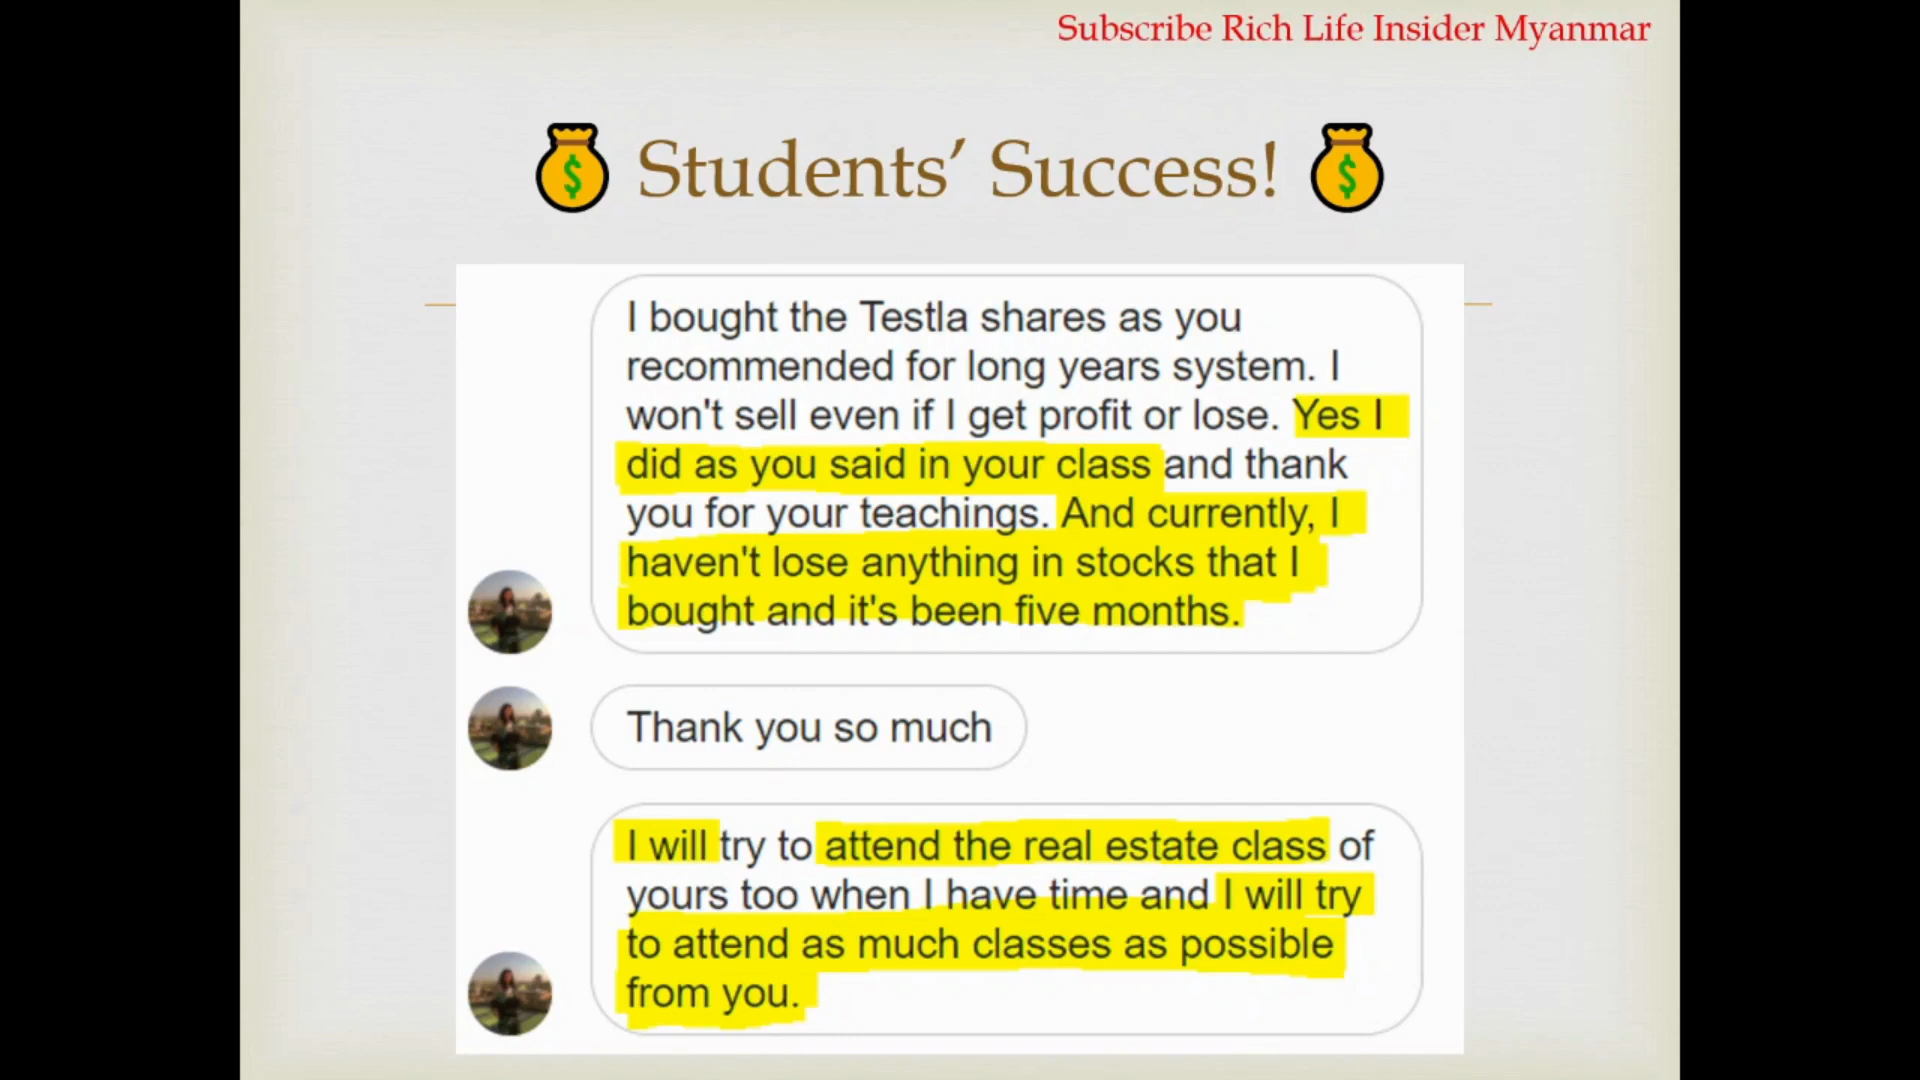 Subscribe Rich Life Insider Myanmar
Students’ Success!
I bought the Testla shares as you
recommended for long years system. I
won't sell even if I get profit or lose. Yes I
did as you said in your class and thank
you for your teachings. And currently, I
haven't lose anything in stocks that I
bought and it's been five months.
Thank you so much
I will try to attend the real estate class of
yours too when I have time and I will try
to attend as much classes as possible
from you.